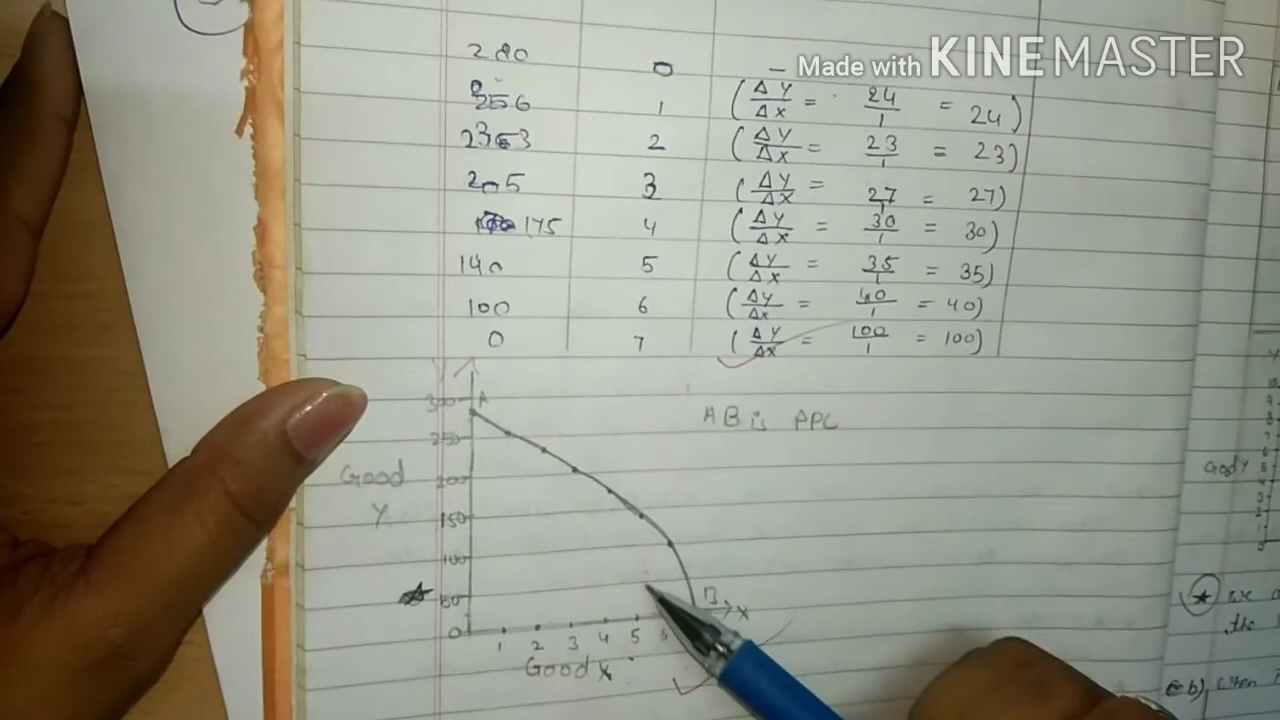 Made with KINEMASTER
280 0 –
256 1 (ΔY/ΔX = 24/1 = 24)
2 (ΔY/ΔX = 23/1 = 23)
205 3 (ΔY/ΔX = 27/1 = 27)
175 4 (ΔY/ΔX = 30/1 = 30)
140 5 (ΔY/ΔX = 35/1 = 35)
100 6 (ΔY/ΔX = 40/1 = 40)
0 7 (ΔY/ΔX = 100/1 = 100)
300 A
AB is PPC
250
Good
Y
200
150
100
50
B X
0 1 2 3 4 5 6
Good X
Good Y
the
b) when